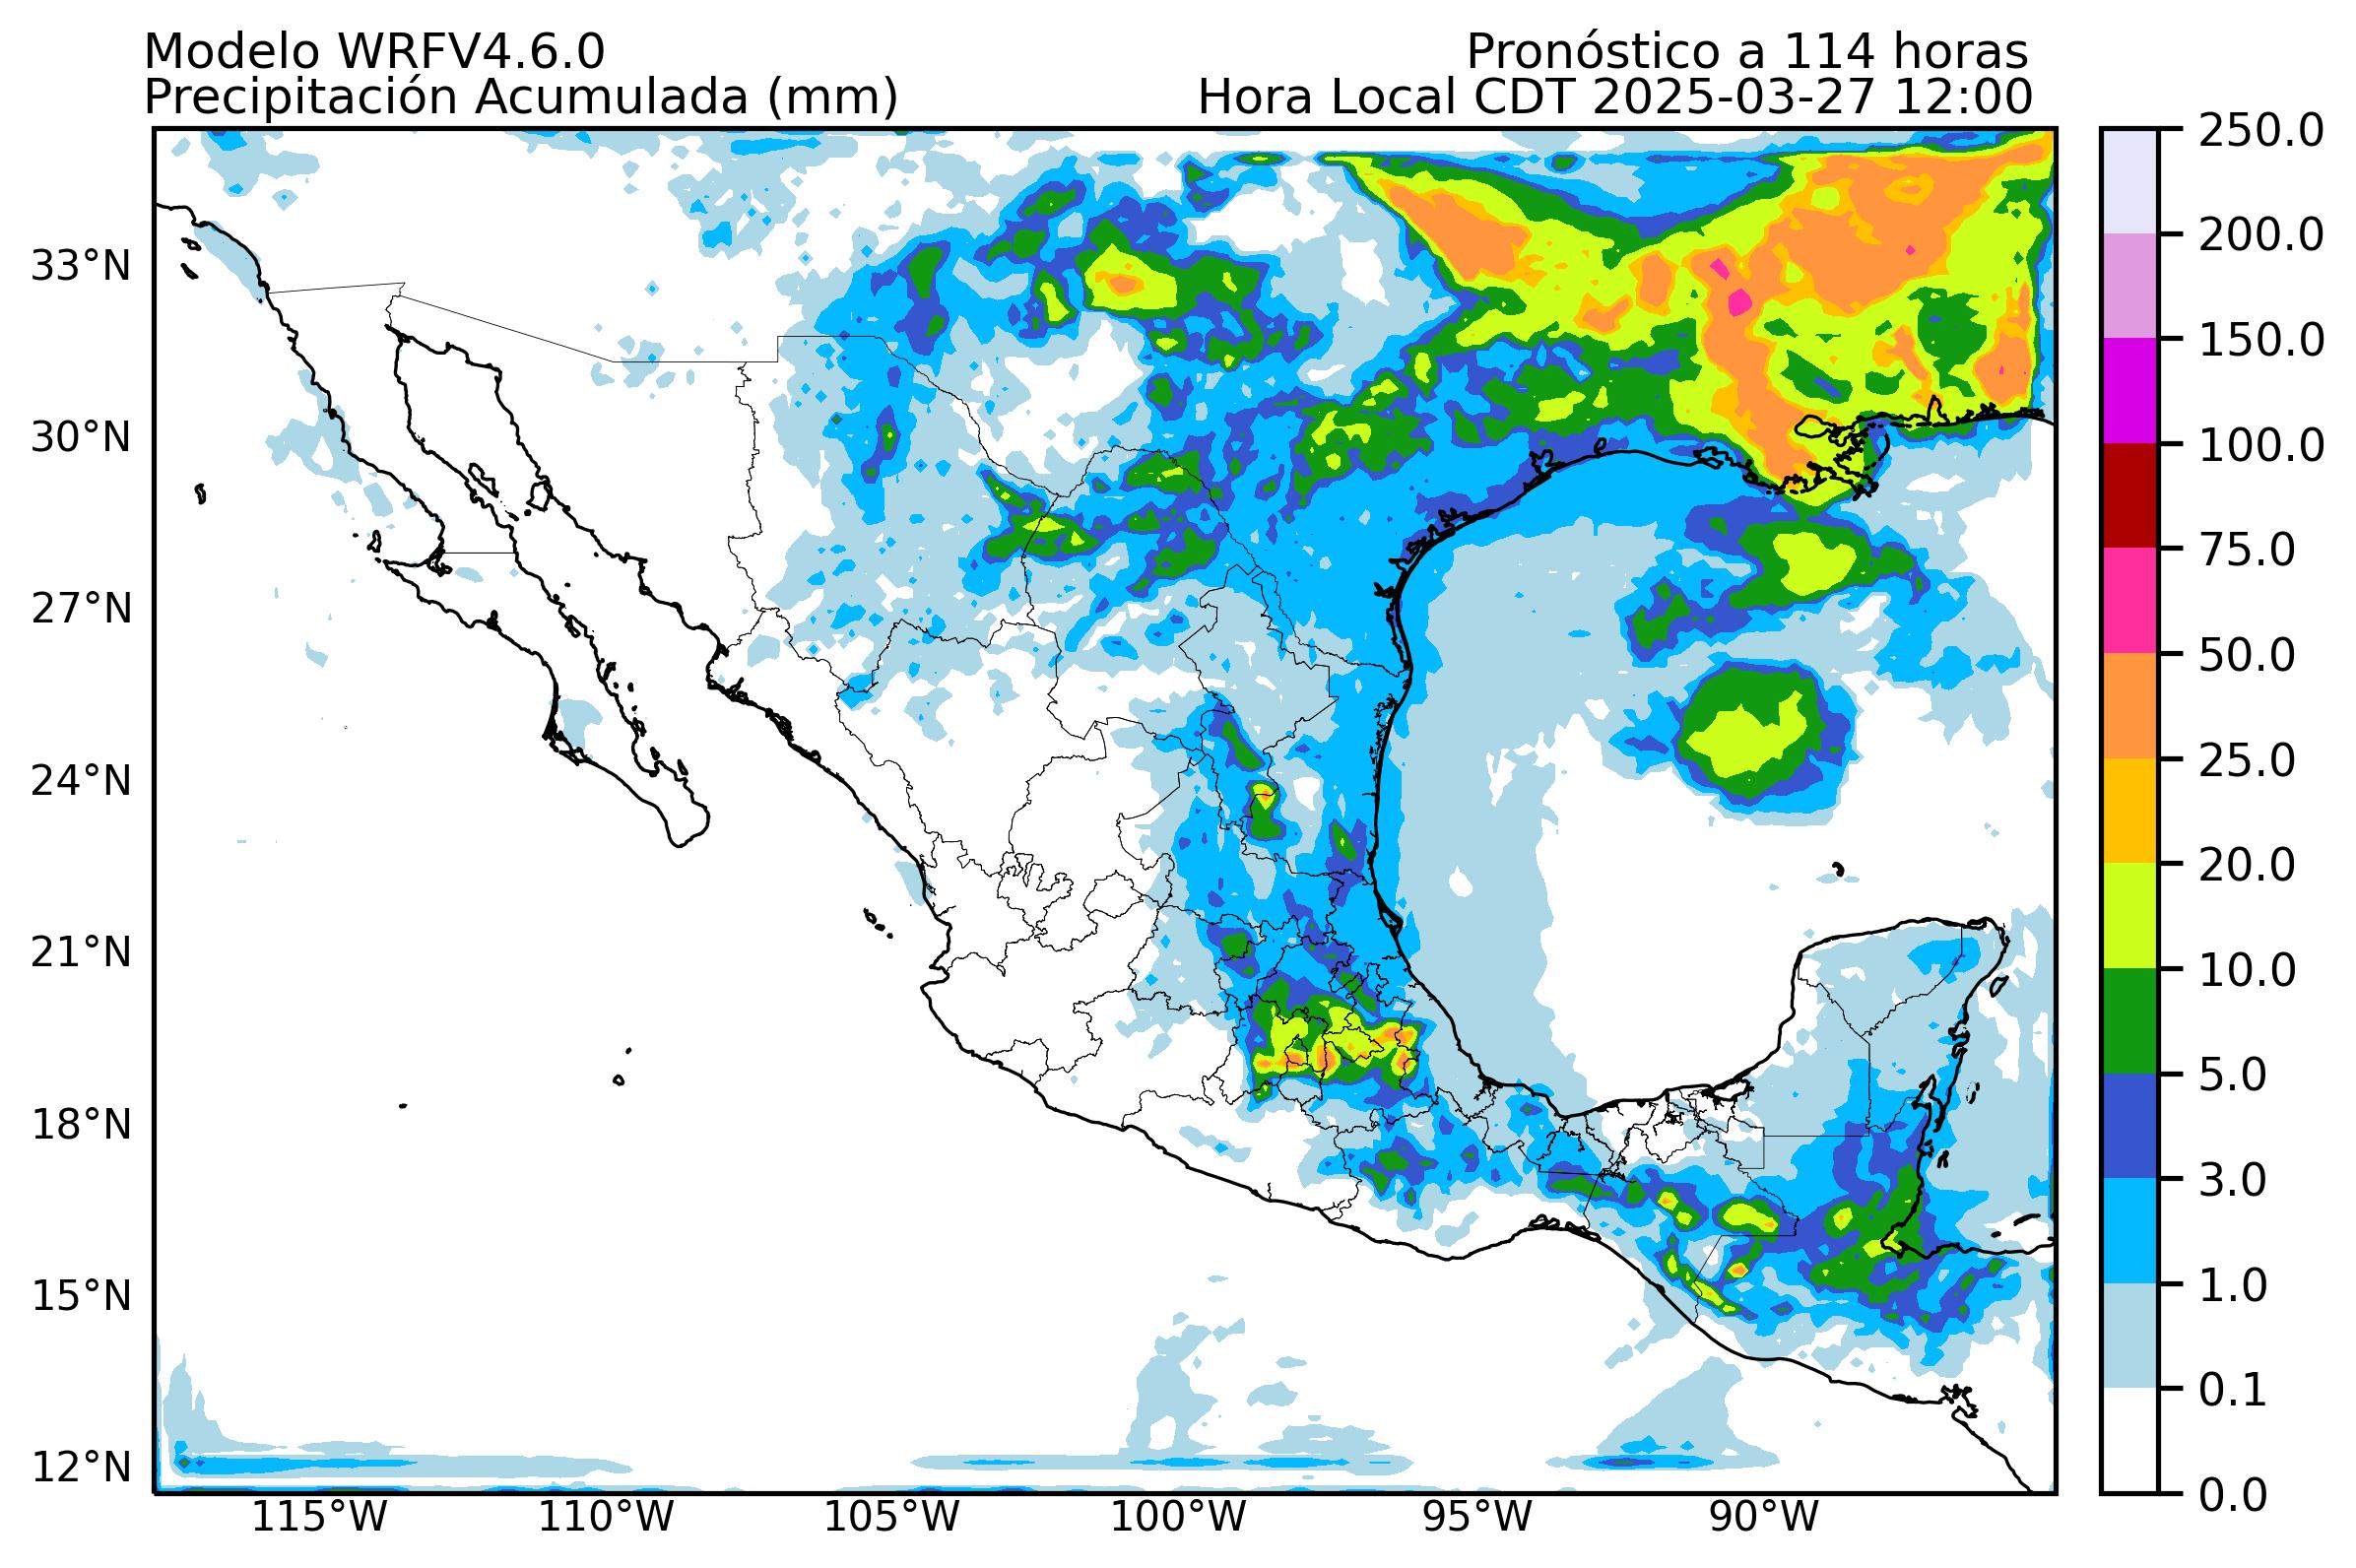 Modelo WRFV4.6.0 Pronóstico a 114 horas
Precipitación Acumulada (mm) Hora Local CDT 2025-03-27 12:00
250.0
200.0
150.0
100.0
75.0
50.0
25.0
20.0
10.0
5.0
3.0
1.0
0.1
0.0
33°N
30°N
27°N
24°N
21°N
18°N
15°N
12°N
115°W 110°W 105°W 100°W 95°W 90°W